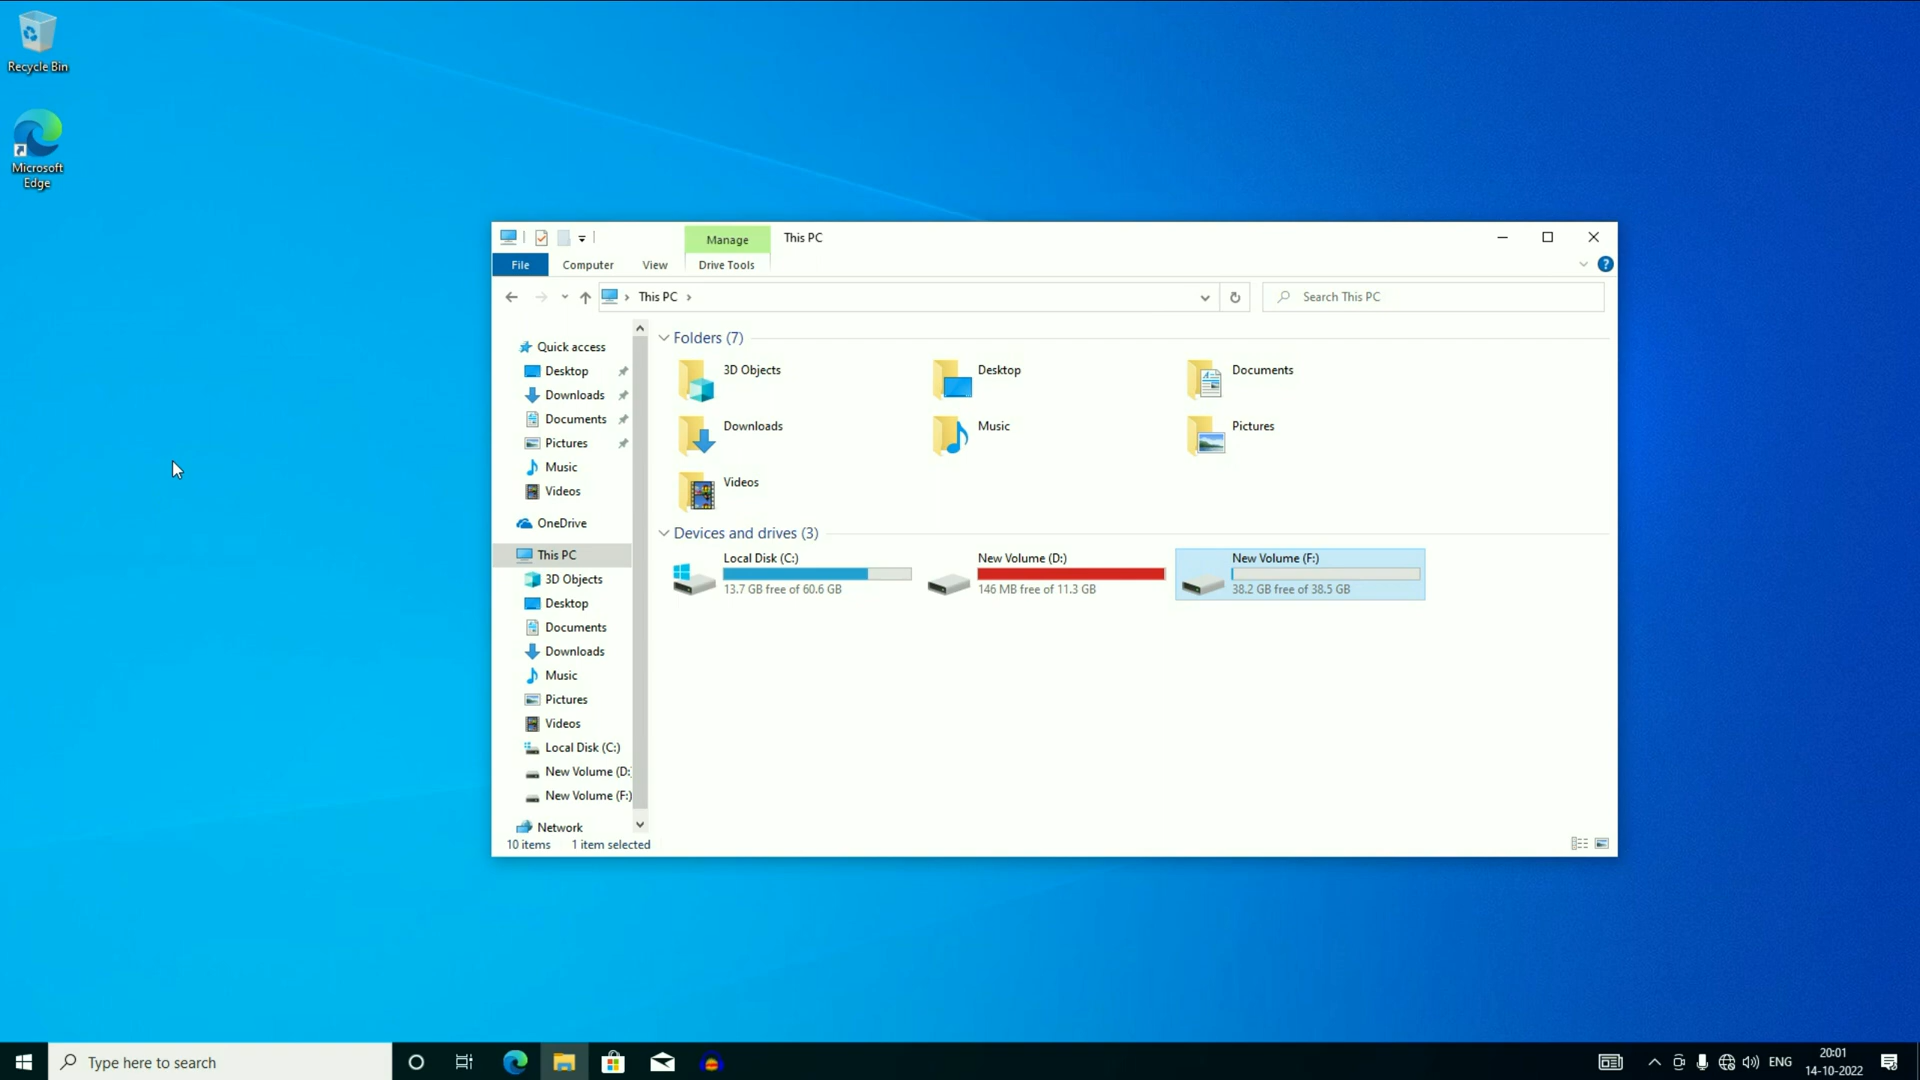 Recycle Bin
Microsoft
Edge
Manage
This PC
File
Computer
View
Drive Tools
This PC
Search This PC
Quick access
Desktop
Downloads
Documents
Pictures
Music
Videos
OneDrive
This PC
3D Objects
Desktop
Documents
Downloads
Music
Pictures
Videos
Local Disk (C:)
New Volume (D:
New Volume (F:)
Network
Folders (7)
3D Objects
Desktop
Documents
Downloads
Music
Pictures
Videos
Devices and drives (3)
Local Disk (C:)
13.7 GB free of 60.6 GB
New Volume (D:)
146 MB free of 11.3 GB
New Volume (F:)
38.2 GB free of 38.5 GB
10 items
1 item selected
Type here to search
ENG
20:01
14-10-2022